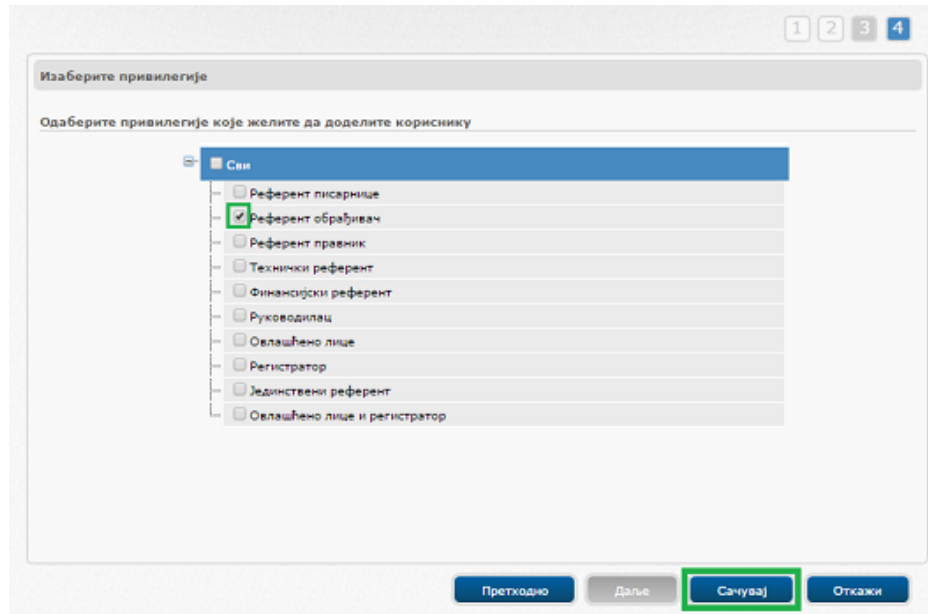 1 2 3 4
Изаберите привилегије
Одаберите привилегије које желите да доделите кориснику
Сви
Референт писарнице
Референт обрађивач
Референт правник
Технички референт
Финансијски референт
Руководилац
Овлашћено лице
Регистратор
Јединствени референт
Овлашћено лице и регистратор
Претходно Даље Сачувај Откажи